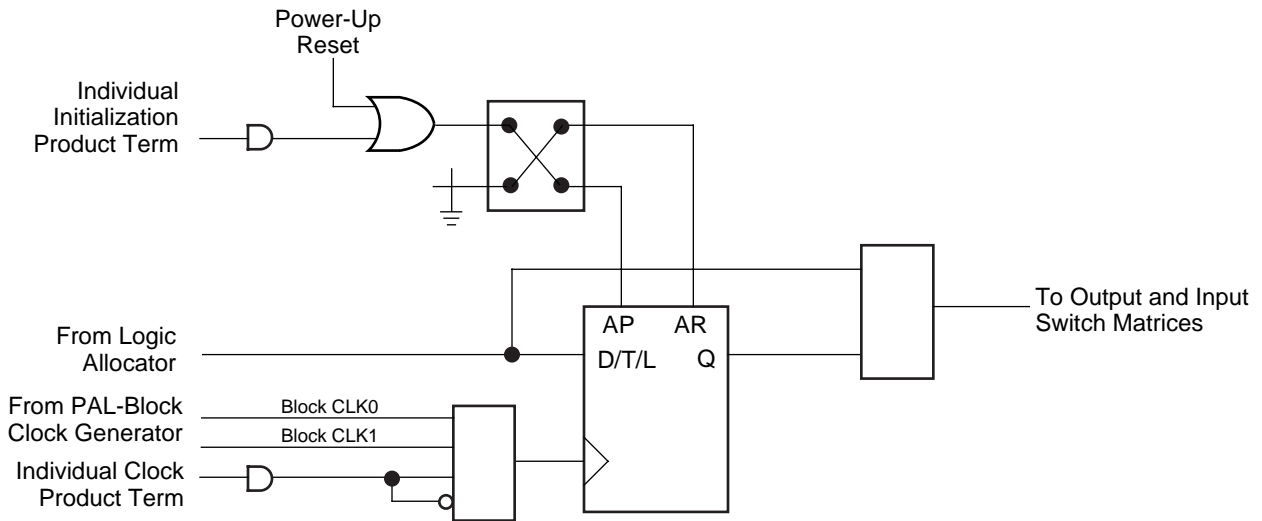 Power-Up
Reset
Individual
Initialization
Product Term
AP AR
D/T/L Q
To Output and Input
Switch Matrices
From Logic
Allocator
From PAL-Block
Clock Generator
Block CLK0
Block CLK1
Individual Clock
Product Term